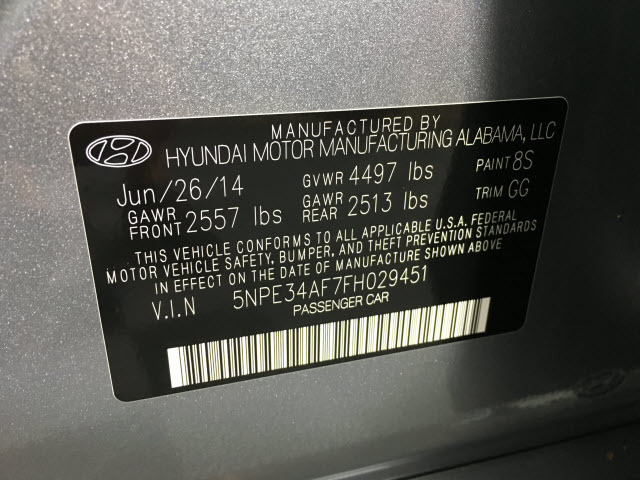 MANUFACTURED BY
HYUNDAI MOTOR MANUFACTURING ALABAMA, LLC
Jun/26/14 GVWR 4497 lbs PAINT 8S
GAWR FRONT 2557 lbs GAWR REAR 2513 lbs TRIM GG
THIS VEHICLE CONFORMS TO ALL APPLICABLE U.S.A. FEDERAL
MOTOR VEHICLE SAFETY, BUMPER, AND THEFT PREVENTION STANDARDS
IN EFFECT ON THE DATE OF MANUFACTURE SHOWN ABOVE
V.I.N 5NPE34AF7FH029451
PASSENGER CAR